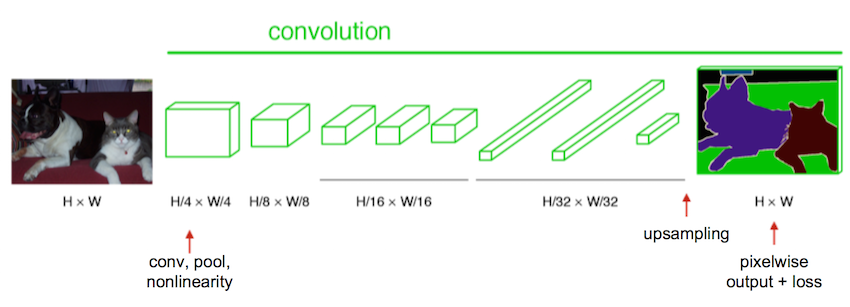 convolution
H × W
H/4 × W/4
H/8 × W/8
H/16 × W/16
H/32 × W/32
H × W
conv, pool,
nonlinearity
upsampling
pixelwise
output + loss